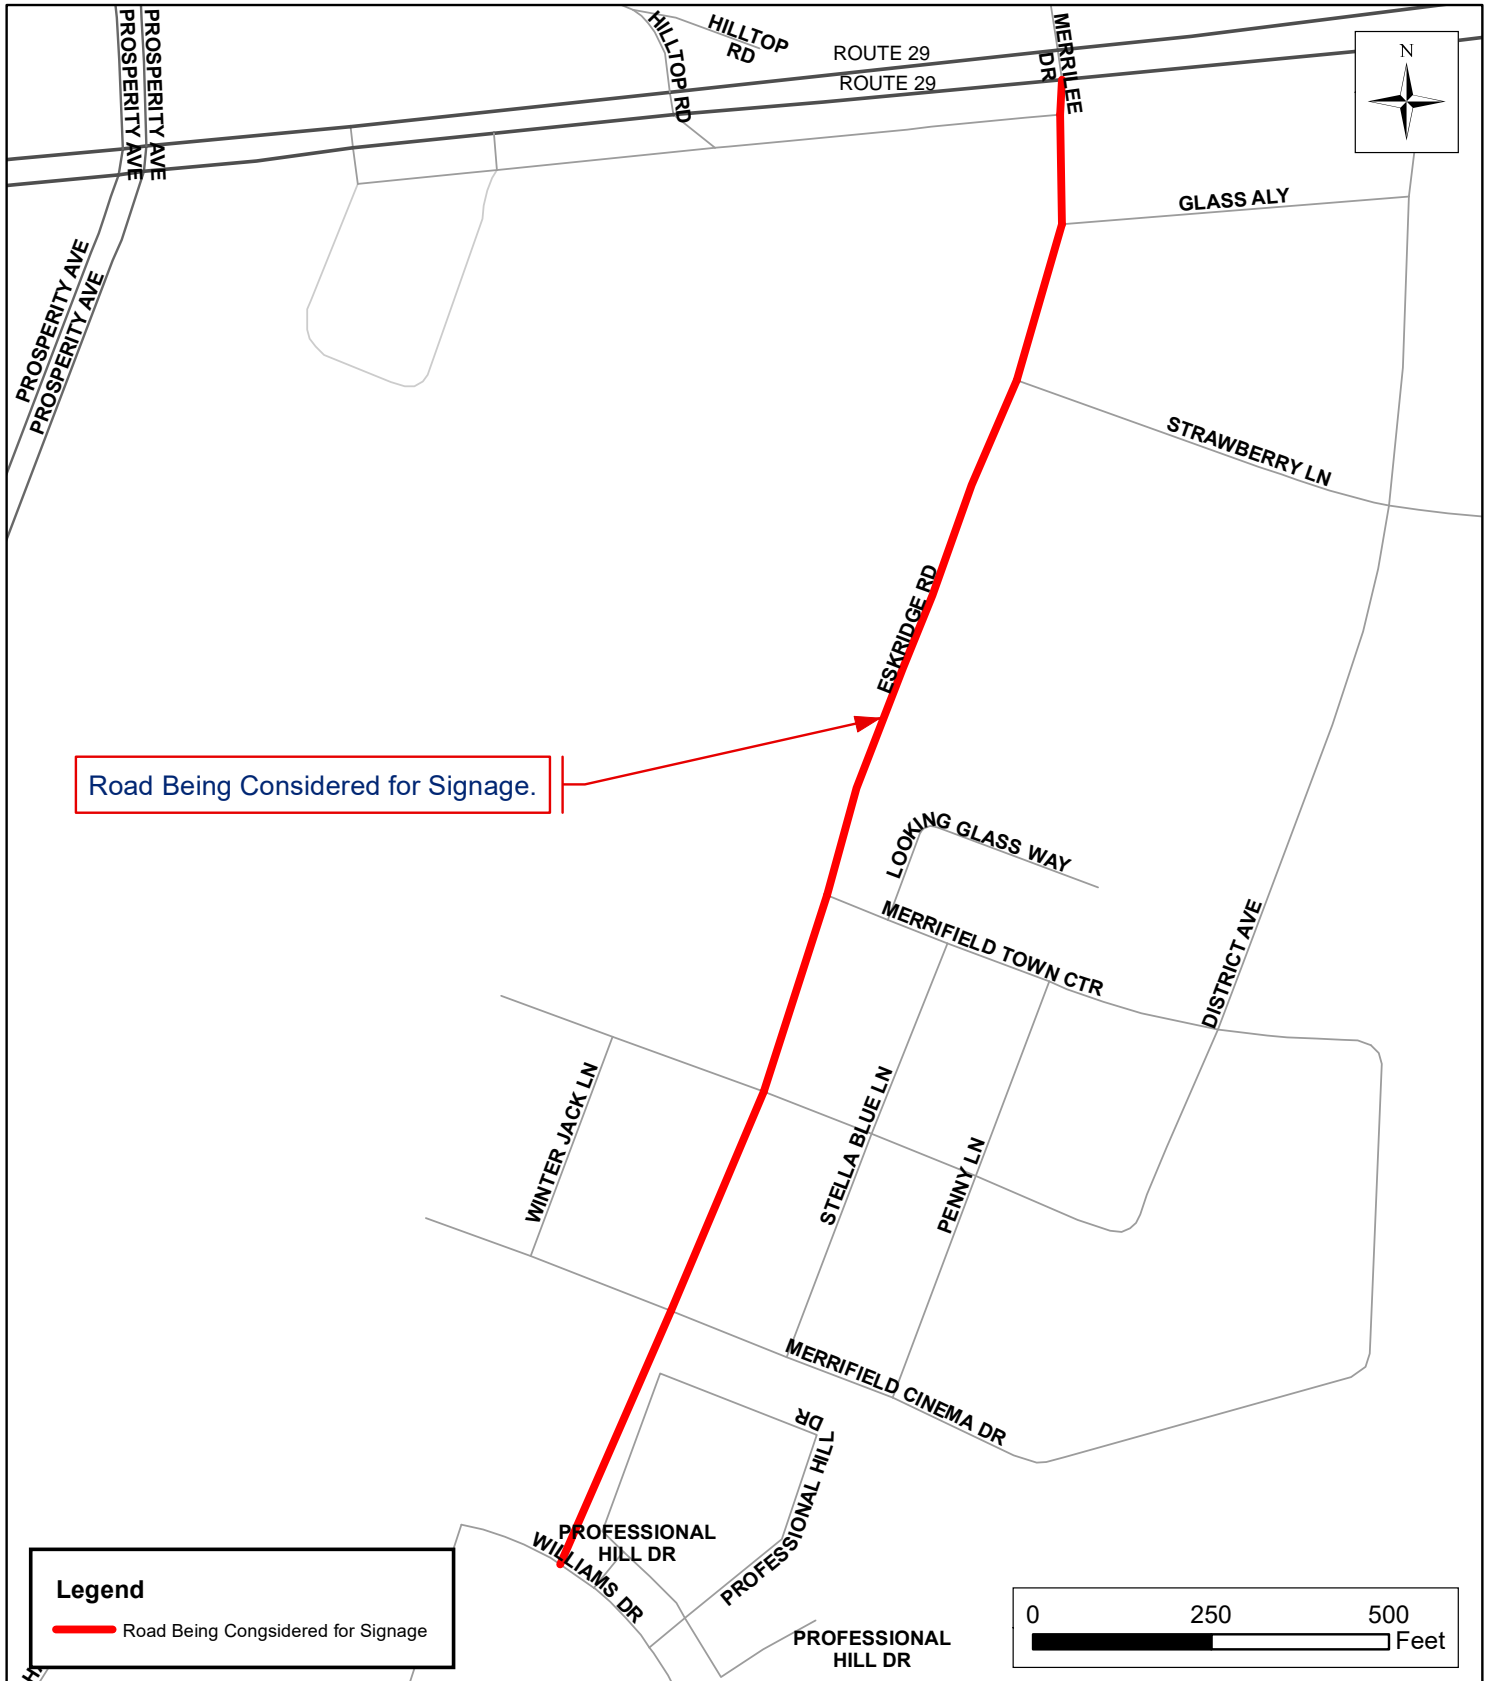 PROSPERITY AVE
PROSPERITY AVE
HILLTOP RD
HILLTOP
RD
ROUTE 29
ROUTE 29
MERRILEE
DR
N
GLASS ALY
PROSPERITY AVE
PROSPERITY AVE
STRAWBERRY LN
ESKRIDGE RD
Road Being Considered for Signage.
LOOKING GLASS WAY
MERRIFIELD TOWN CTR
DISTRICT AVE
WINTER JACK LN
STELLA BLUE LN
PENNY LN
MERRIFIELD CINEMA DR
PROFESSIONAL HILL
DR
PROFESSIONAL
HILL DR
WILLIAMS DR
PROFESSIONAL
HILL DR
Legend
Road Being Congsidered for Signage
0 250 500
Feet